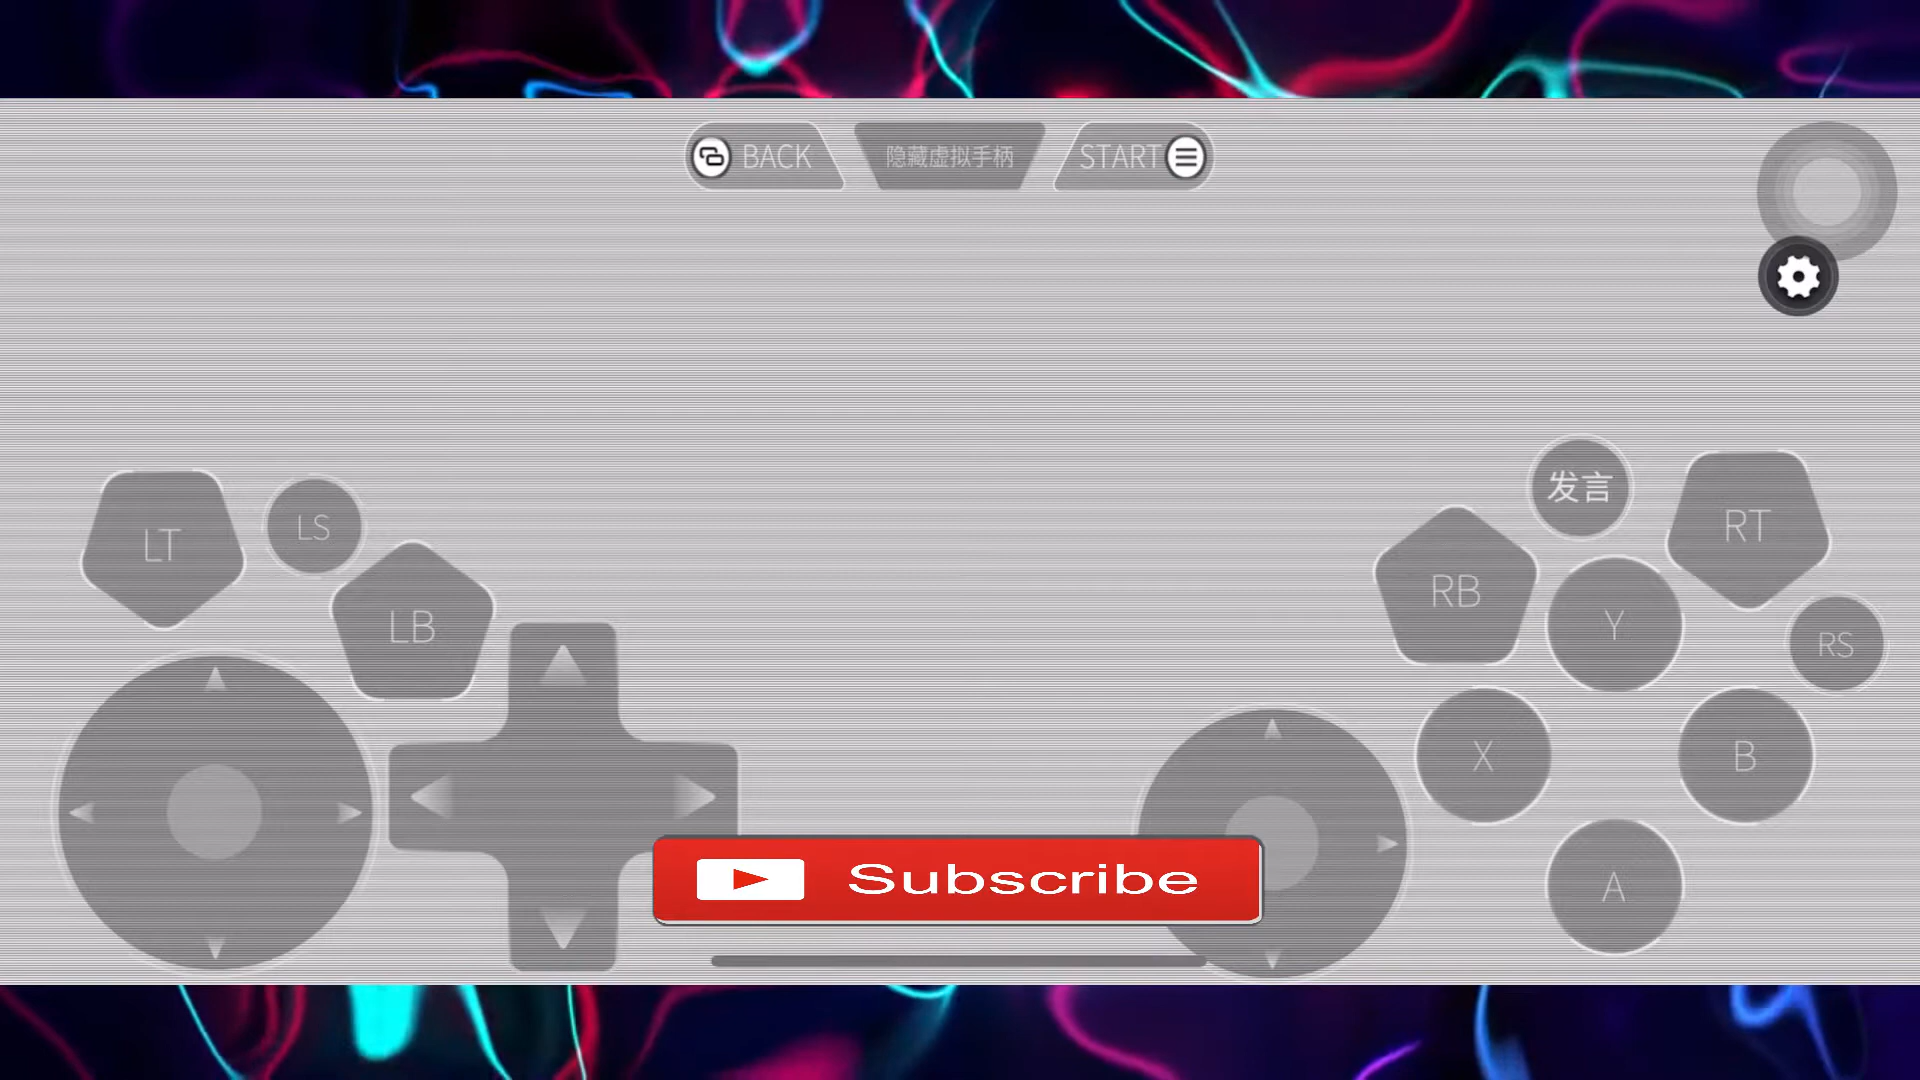 BACK
隐藏虚拟手柄
START
发言
LT
LS
RT
RB
LB
Y
RS
X
B
Subscribe
A